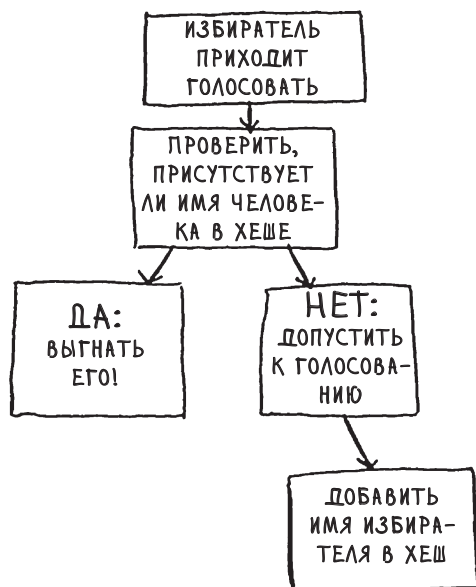 ИЗБИРАТЕЛЬ
ПРИХОДИТ
ГОЛОСОВАТЬ
ПРОВЕРИТЬ,
ПРИСУТСТВУЕТ
ЛИ ИМЯ ЧЕЛОВЕ-
КА В ХЕШЕ
ДА:
ВЫГНАТЬ
ЕГО!
НЕТ:
ДОПУСТИТЬ
К ГОЛОСОВА-
НИЮ
ДОБАВИТЬ
ИМЯ ИЗБИРА-
ТЕЛЯ В ХЕШ